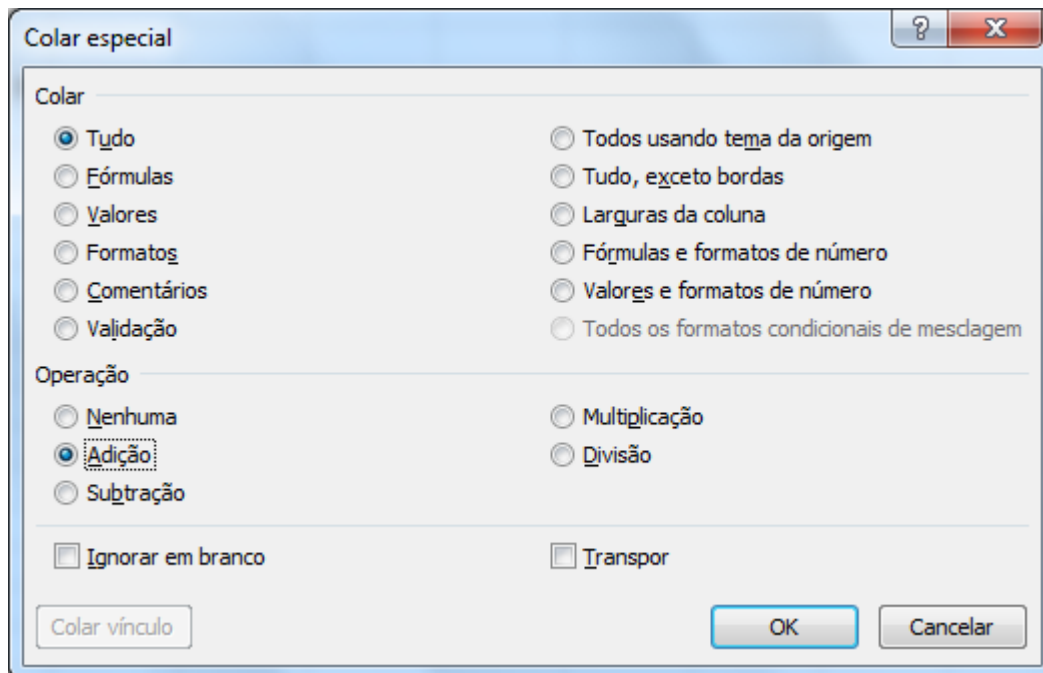 Colar especial
Colar
Tudo
Todos usando tema da origem
Fórmulas
Tudo, exceto bordas
Valores
Larguras da coluna
Formatos
Fórmulas e formatos de número
Comentários
Valores e formatos de número
Validação
Todos os formatos condicionais de mesclagem
Operação
Nenhuma
Multiplicação
Adição
Divisão
Subtração
Ignorar em branco
Transpor
Colar vínculo
OK
Cancelar